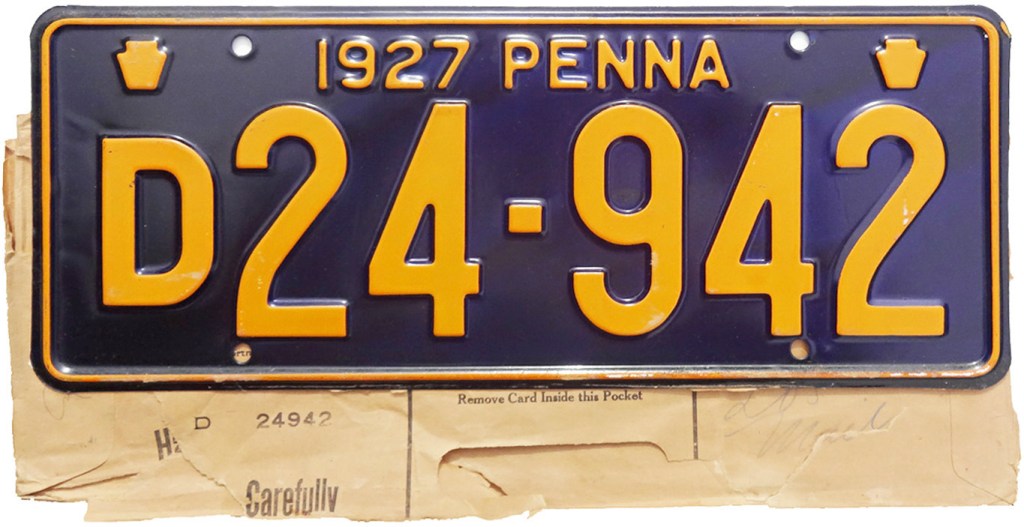 1927 PENNA
D24-942
Remove Card Inside this Pocket
D 24942
Carefully